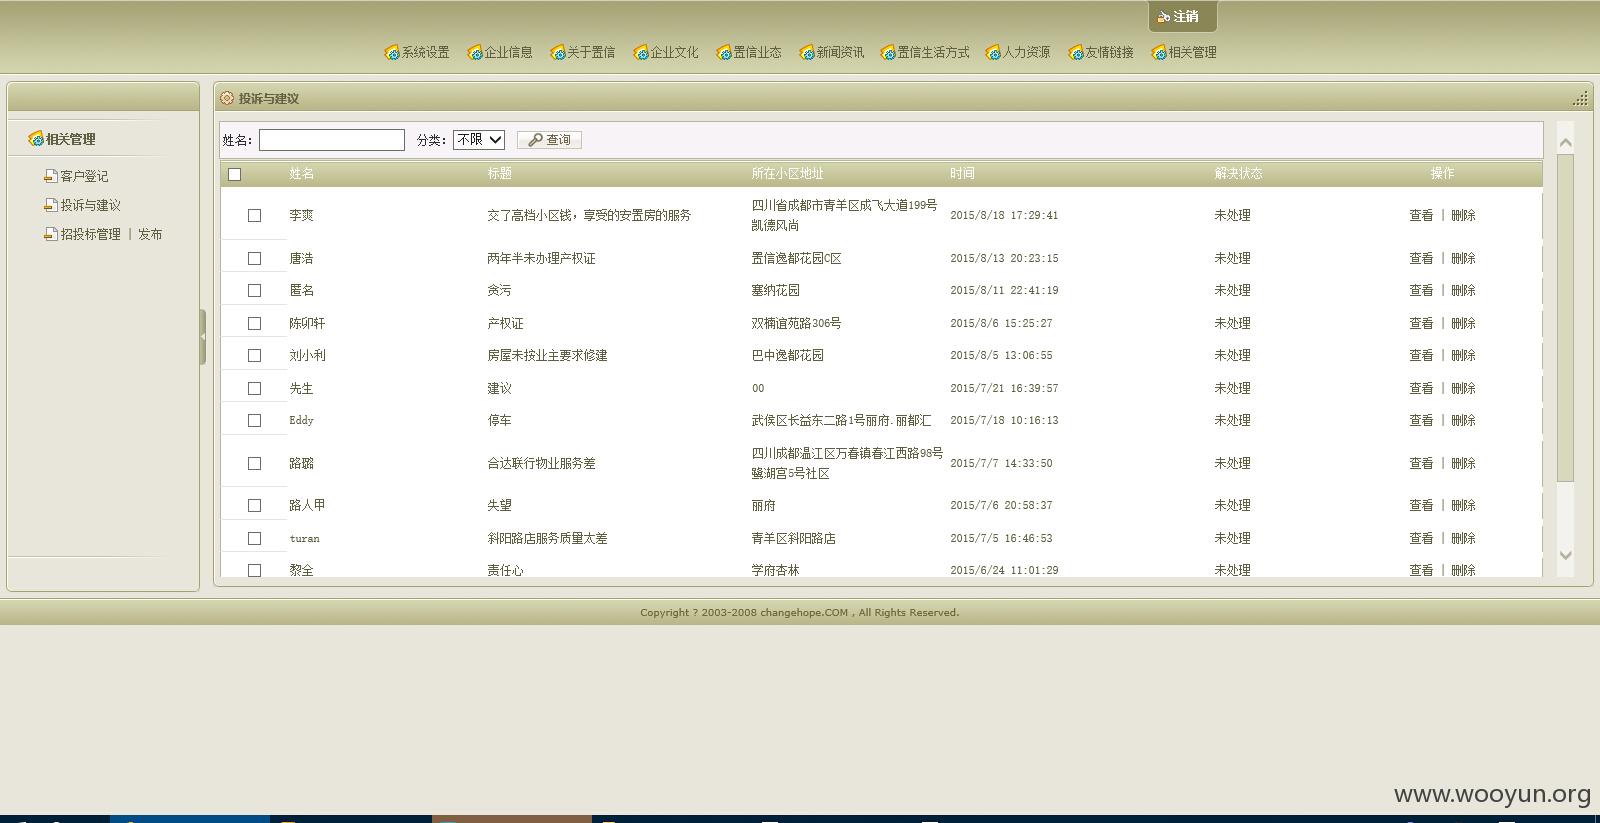 注销
系统设置 企业信息 关于置信 企业文化 置信业态 新闻资讯 置信生活方式 人力资源 友情链接 相关管理
相关管理
客户登记
投诉与建议
招投标管理 | 发布
投诉与建议
姓名: 分类: 不限 查询
姓名 标题 所在小区地址 时间 解决状态 操作
李爽 交了高档小区钱，享受的安置房的服务 四川省成都市青羊区成飞大道199号 2015/8/18 17:29:41 未处理 查看 | 删除
凯德风尚
唐浩 两年半未办理产权证 置信逸都花园C区 2015/8/13 20:23:15 未处理 查看 | 删除
匿名 贪污 塞纳花园 2015/8/11 22:41:19 未处理 查看 | 删除
陈卯轩 产权证 双楠谊苑路306号 2015/8/6 15:25:27 未处理 查看 | 删除
刘小利 房屋未按业主要求修建 巴中逸都花园 2015/8/5 13:06:55 未处理 查看 | 删除
先生 建议 00 2015/7/21 16:39:57 未处理 查看 | 删除
Eddy 停车 武侯区长益东二路1号丽府.丽都汇 2015/7/18 10:16:13 未处理 查看 | 删除
路璐 合达联行物业服务差 四川成都温江区万春镇春江西路98号 2015/7/7 14:33:50 未处理 查看 | 删除
鹭湖宫5号社区
路人甲 失望 丽府 2015/7/6 20:58:37 未处理 查看 | 删除
turan 斜阳路店服务质量太差 青羊区斜阳路店 2015/7/5 16:46:53 未处理 查看 | 删除
黎全 责任心 学府杏林 2015/6/24 11:01:29 未处理 查看 | 删除
Copyright ? 2003-2008 changehope.COM , All Rights Reserved.
www.wooyun.org